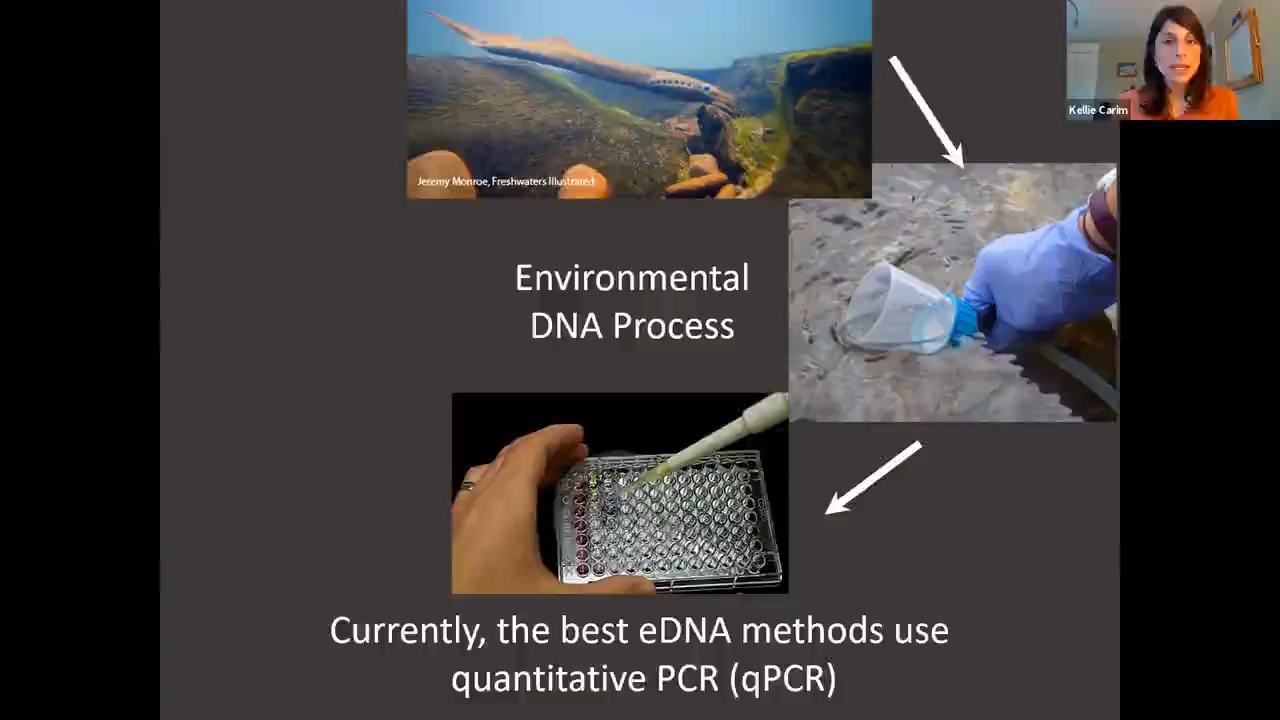 Kellie Carim
Jeremy Monroe, Freshwaters Illustrated
Environmental
DNA Process
Currently, the best eDNA methods use
quantitative PCR (qPCR)